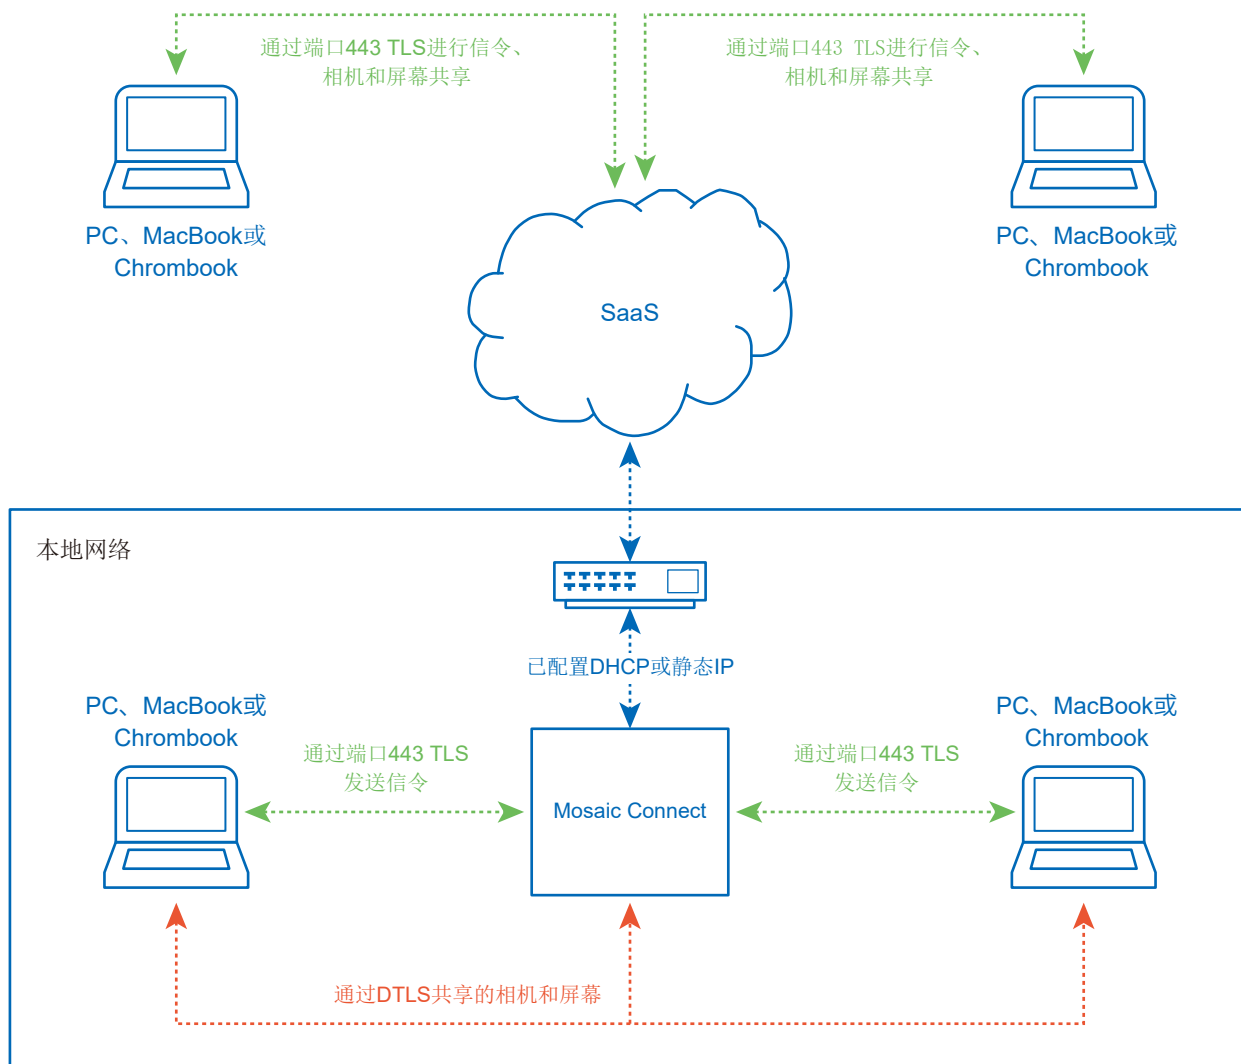 通过端口443 TLS进行信令、
相机和屏幕共享
通过端口443 TLS进行信令、
相机和屏幕共享
PC、MacBook或
Chrombook
PC、MacBook或
Chrombook
SaaS
本地网络
已配置DHCP或静态IP
PC、MacBook或
Chrombook
PC、MacBook或
Chrombook
通过端口443 TLS
发送信令
通过端口443 TLS
发送信令
Mosaic Connect
通过DTLS共享的相机和屏幕